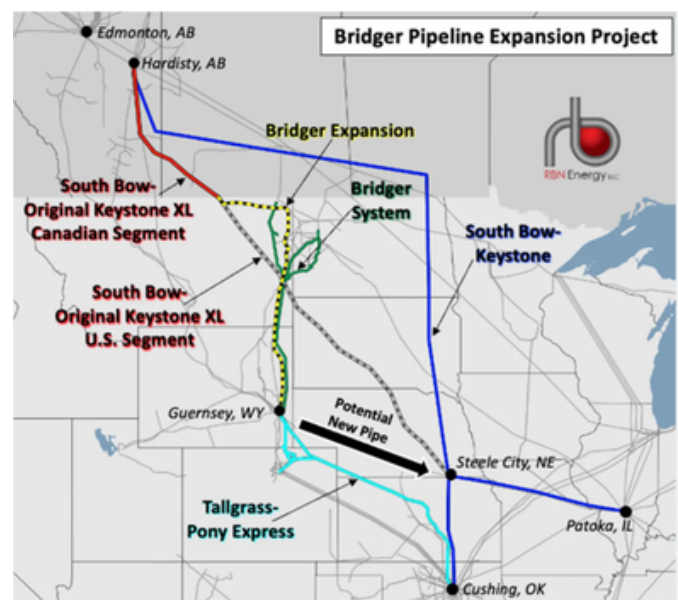 Bridger Pipeline Expansion Project
Edmonton, AB
Hardisty, AB
RBN Energy LLC
Bridger Expansion
South Bow-
Original Keystone XL
Canadian Segment
Bridger
System
South Bow-
Keystone
South Bow-
Original Keystone XL
U.S. Segment
Guernsey, WY
Potential
New Pipe
Steele City, NE
Tallgrass-
Pony Express
Patoka, IL
Cushing, OK